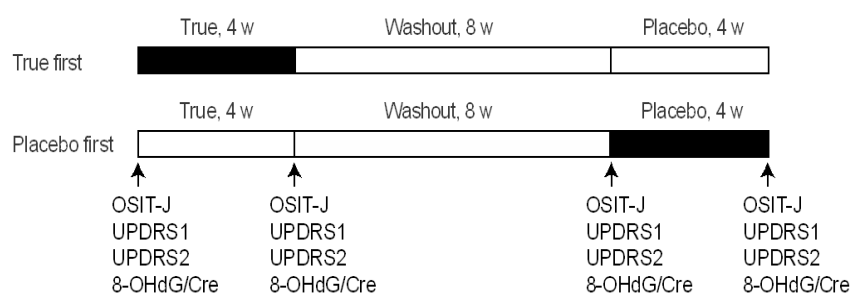 True, 4 w Washout, 8 w Placebo, 4 w
True first
True, 4 w Washout, 8 w Placebo, 4 w
Placebo first
OSIT-J OSIT-J OSIT-J OSIT-J
UPDRS1 UPDRS1 UPDRS1 UPDRS1
UPDRS2 UPDRS2 UPDRS2 UPDRS2
8-OHdG/Cre 8-OHdG/Cre 8-OHdG/Cre 8-OHdG/Cre